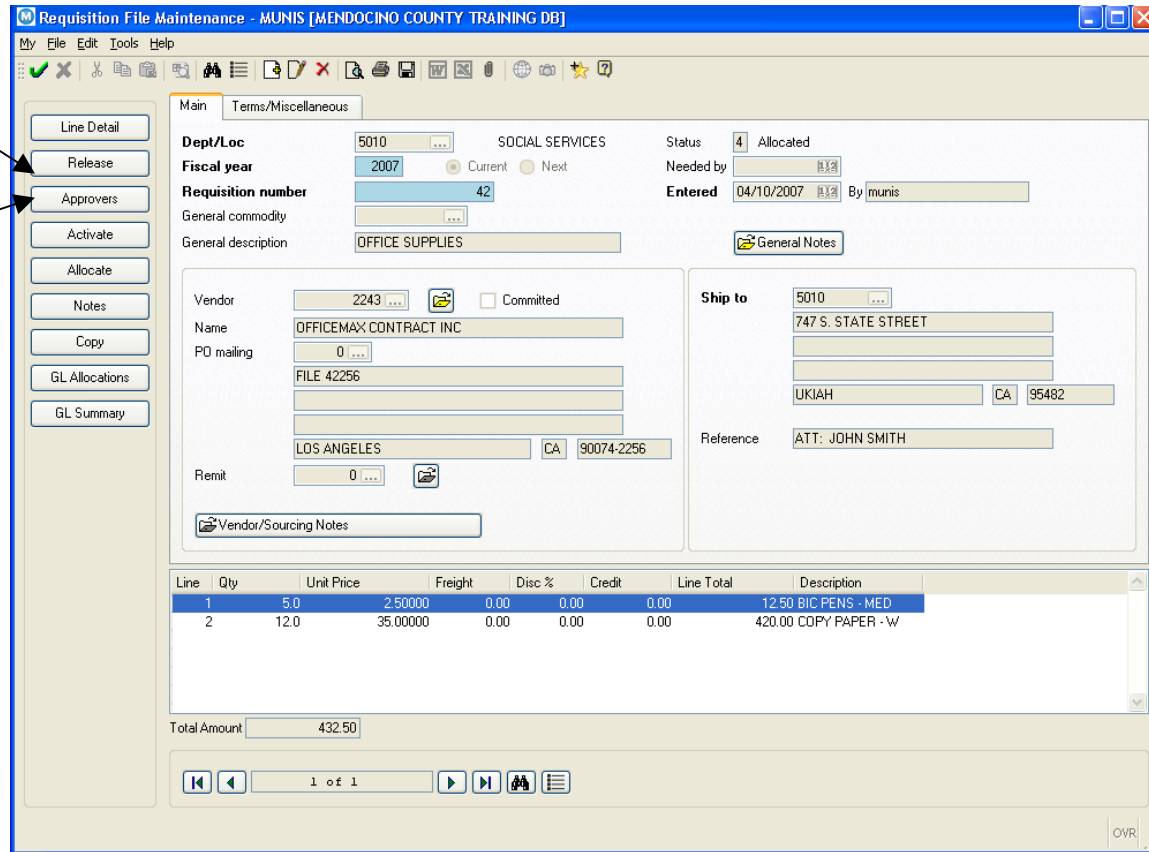 Requisition File Maintenance - MUNIS [MENDOCINO COUNTY TRAINING DB]
My File Edit Tools Help
Line Detail
Release
Approvers
Activate
Allocate
Notes
Copy
GL Allocations
GL Summary
Main Terms/Miscellaneous
Dept/Loc 5010 ... SOCIAL SERVICES Status 4 Allocated
Fiscal year 2007 Current Next Needed by
Requisition number 42 Entered 04/10/2007 By munis
General commodity ...
General description OFFICE SUPPLIES General Notes
Vendor 2243 ... Committed
Name OFFICEMAX CONTRACT INC
PO mailing 0 ...
FILE 42256
LOS ANGELES CA 90074-2256
Remit 0 ...
Vendor/Sourcing Notes
Ship to 5010 ...
747 S. STATE STREET
UKIAH CA 95482
Reference ATT: JOHN SMITH
Line Qty Unit Price Freight Disc % Credit Line Total Description
1 5.0 2.50000 0.00 0.00 0.00 12.50 BIC PENS - MED
2 12.0 35.00000 0.00 0.00 0.00 420.00 COPY PAPER - W
Total Amount 432.50
1 of 1
OVR